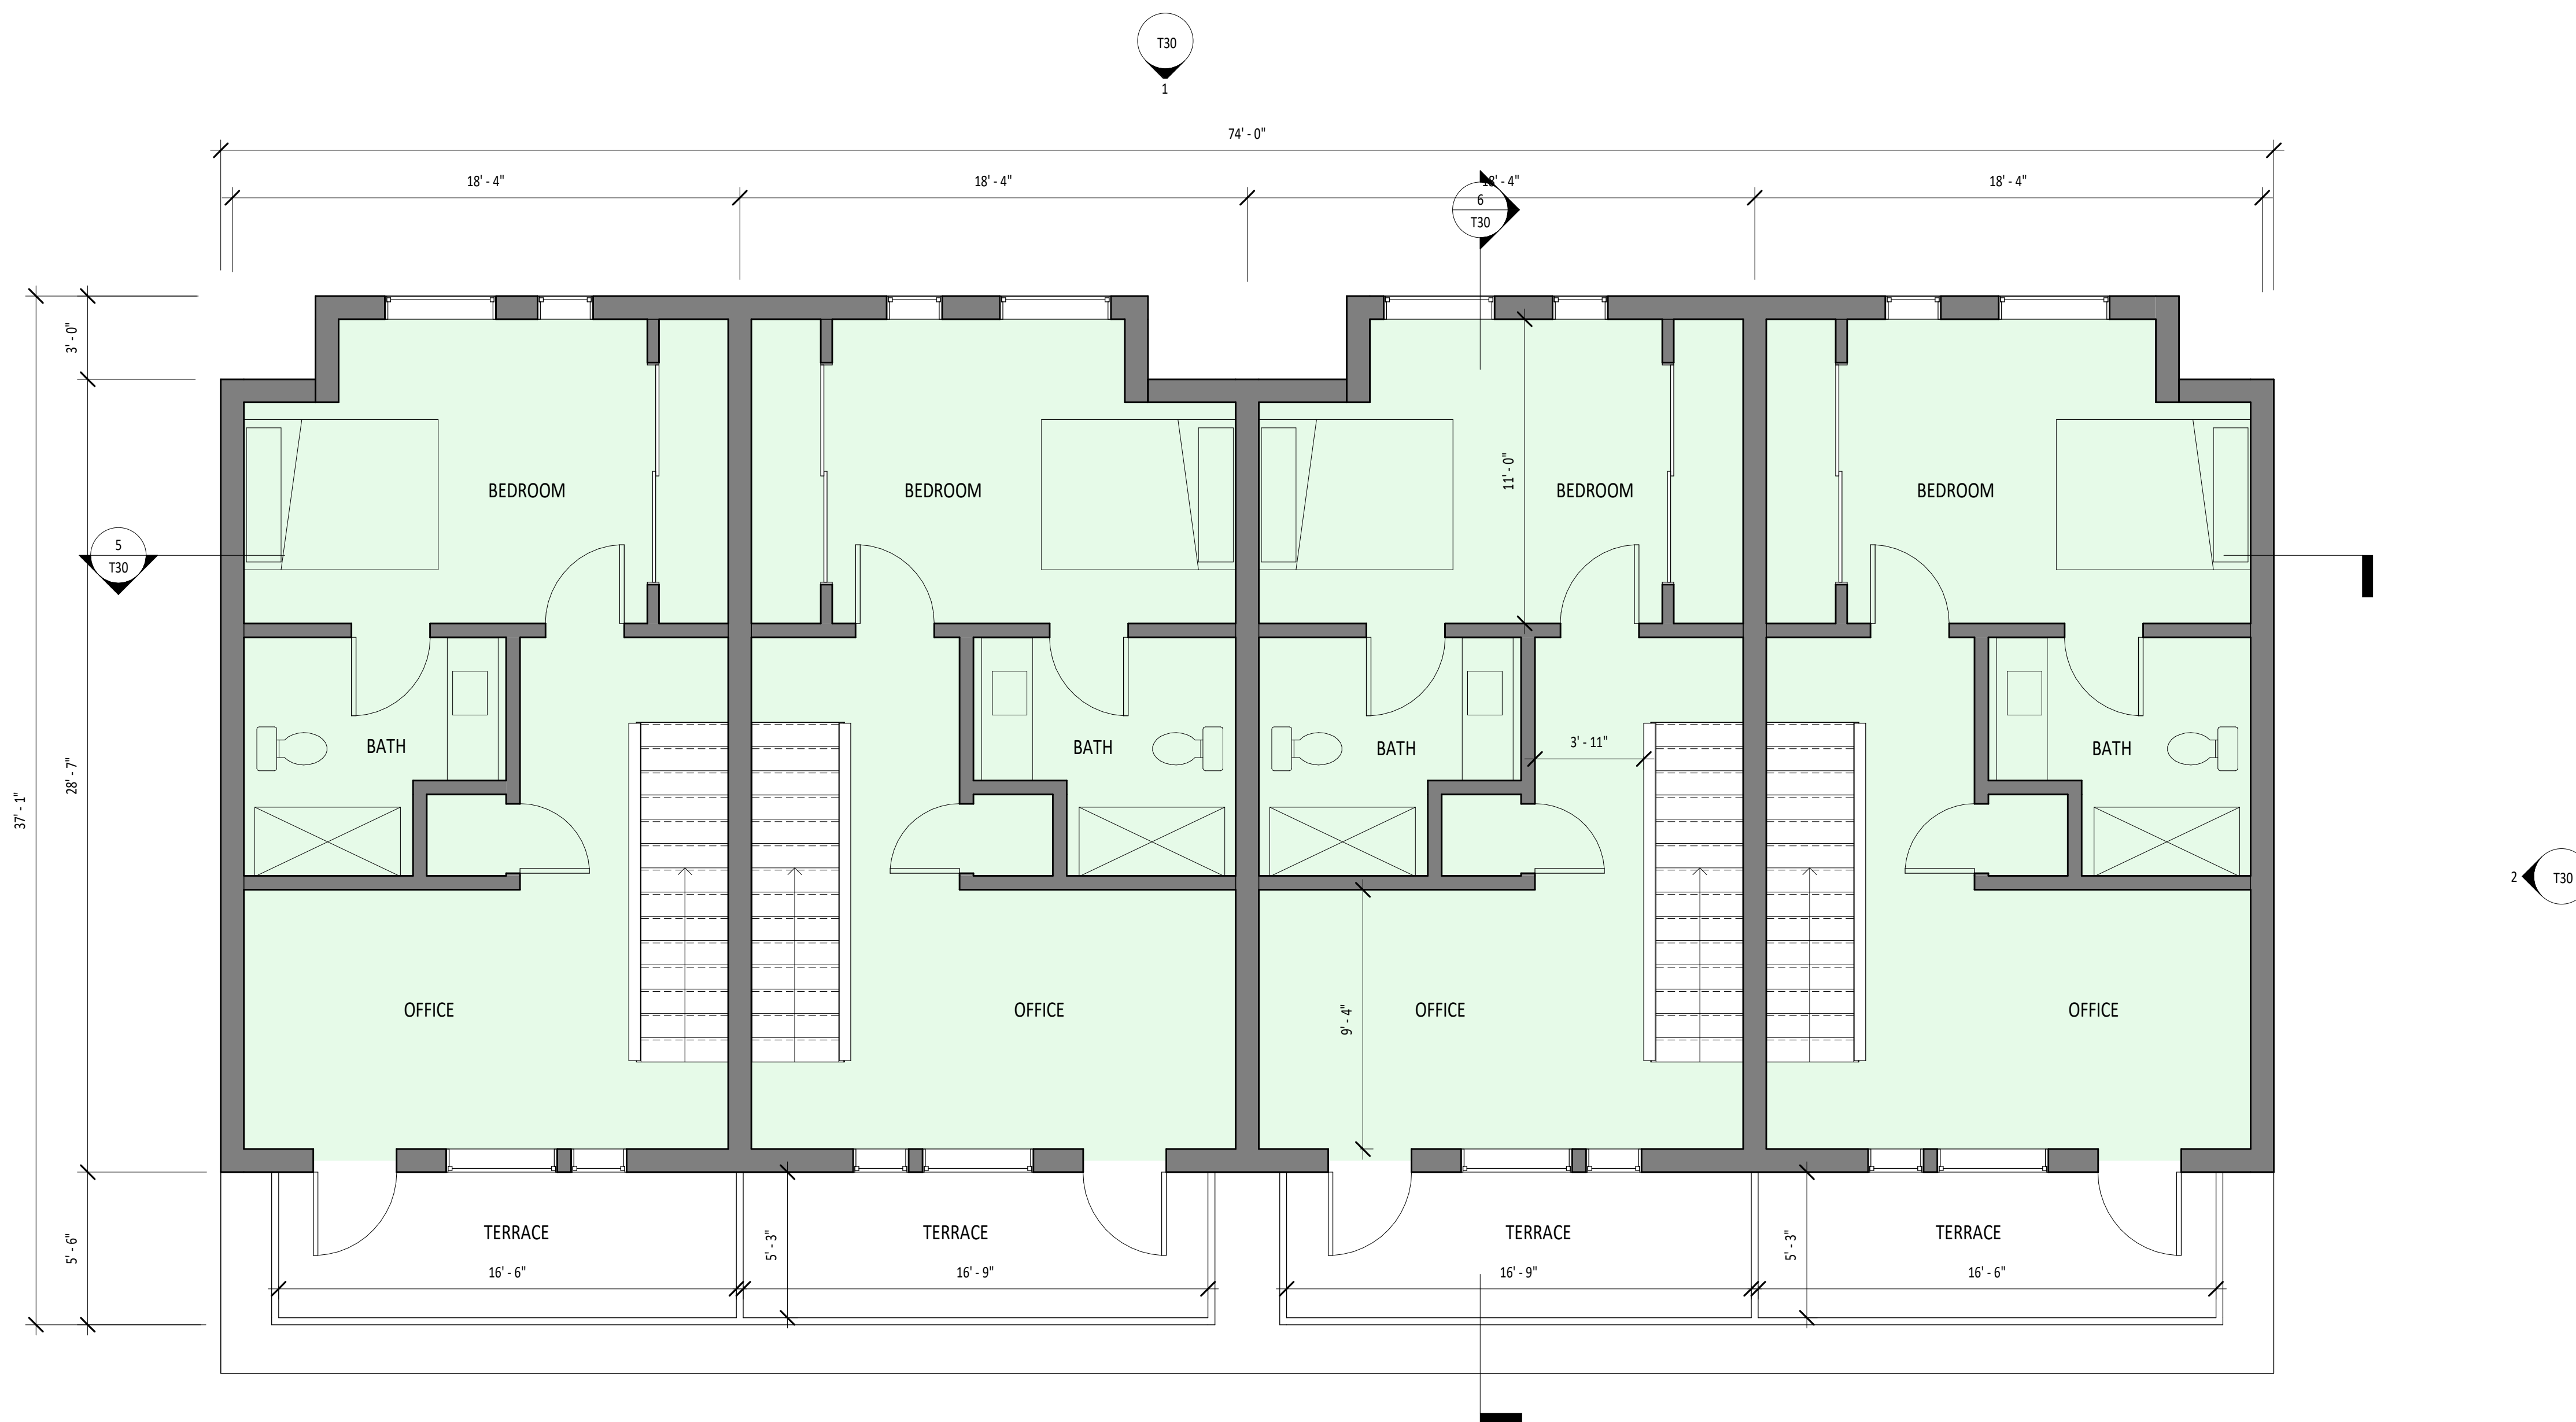 T30
1
74' - 0"
18' - 4"
18' - 4"
18' - 4"
18' - 4"
6
T30
3' - 0"
11' - 0"
BEDROOM
BEDROOM
BEDROOM
BEDROOM
5
T30
BATH
BATH
BATH
BATH
3' - 11"
28' - 7"
37' - 1"
2
T30
OFFICE
OFFICE
OFFICE
OFFICE
9' - 4"
TERRACE
TERRACE
TERRACE
TERRACE
5' - 6"
5' - 3"
5' - 3"
16' - 6"
16' - 9"
16' - 9"
16' - 6"